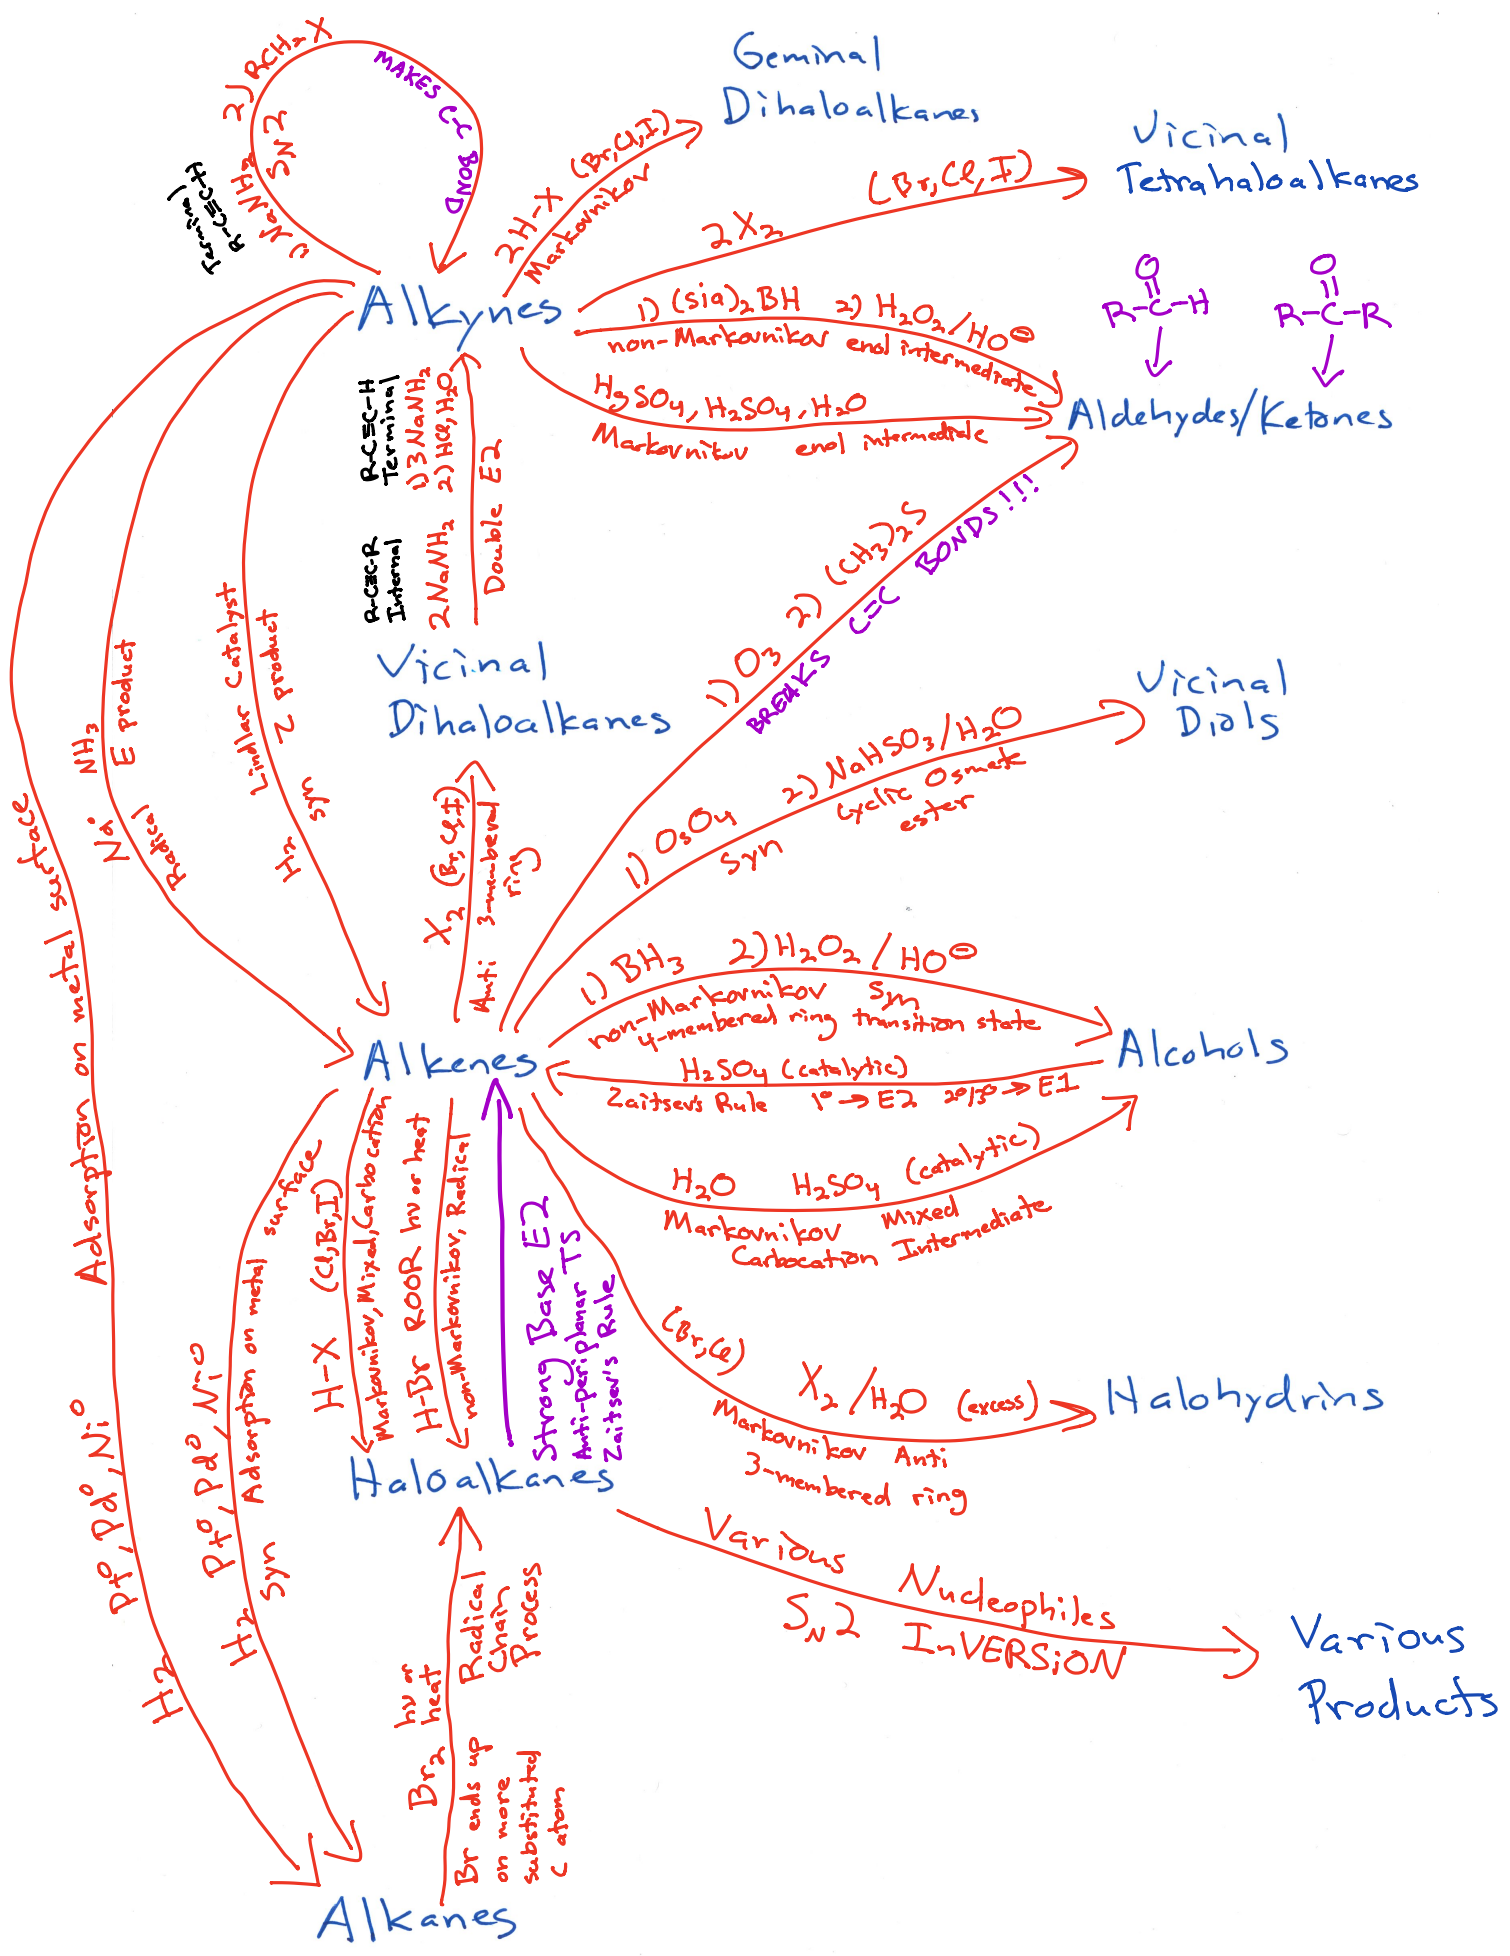 1) NaNH2 2) RCH2X
SN2
MAKES C-C BOND
Terminal
R-C≡C-H
Geminal
Dihaloalkanes
2H-X (Br,Cl,I)
Markovnikov
Vicinal
Tetrahaloalkanes
2X2 (Br,Cl,I)
Alkynes
1) (sia)2BH 2) H2O2/HO⊖
non-Markovnikov enol intermediate
HgSO4, H2SO4, H2O
Markovnikov enol intermediate
O
R-C-H
O
R-C-R
Aldehydes/Ketones
R-C≡C-H
Terminal
1) 3NaNH2
2) HCl, H2O
R-C≡C-R
Internal
2NaNH2
Double E2
Vicinal
Dihaloalkanes
1) O3 2) (CH3)2S
BREAKS C=C BONDS!!!
Vicinal
Diols
1) OsO4 2) NaHSO3/H2O
Syn
Cyclic Osmate
ester
H2 Lindlar Catalyst
Syn Z product
Na° NH3
Radical E product
Adsorption on metal surface
H2 Pt°, Pd°, Ni°
X2 (Br,Cl,I)
Anti 3-membered
ring
Alkenes
1) BH3 2) H2O2 / HO⊖
non-Markovnikov Syn
4-membered ring transition state
Alcohols
H2SO4 (catalytic)
Zaitsev's Rule 1° → E2 2°/3° → E1
H2O H2SO4 (catalytic)
Markovnikov Mixed
Carbocation Intermediate
H2 Pt°, Pd°, Ni°
Syn Adsorption on metal surface
H-X (Cl,Br,I)
Markovnikov, Mixed, Carbocation
H-Br ROOR hν or heat
non-Markovnikov, Radical
Strong Base E2
Anti-periplanar TS
Zaitsev's Rule
(Br,Cl) X2/H2O (excess)
Markovnikov Anti
3-membered ring
Halohydrins
Haloalkanes
Various Nucleophiles
SN2 INVERSION
Various
Products
Br2 hν or
heat
Radical
Chain
Process
Br ends up
on more
substituted
C atom
Alkanes